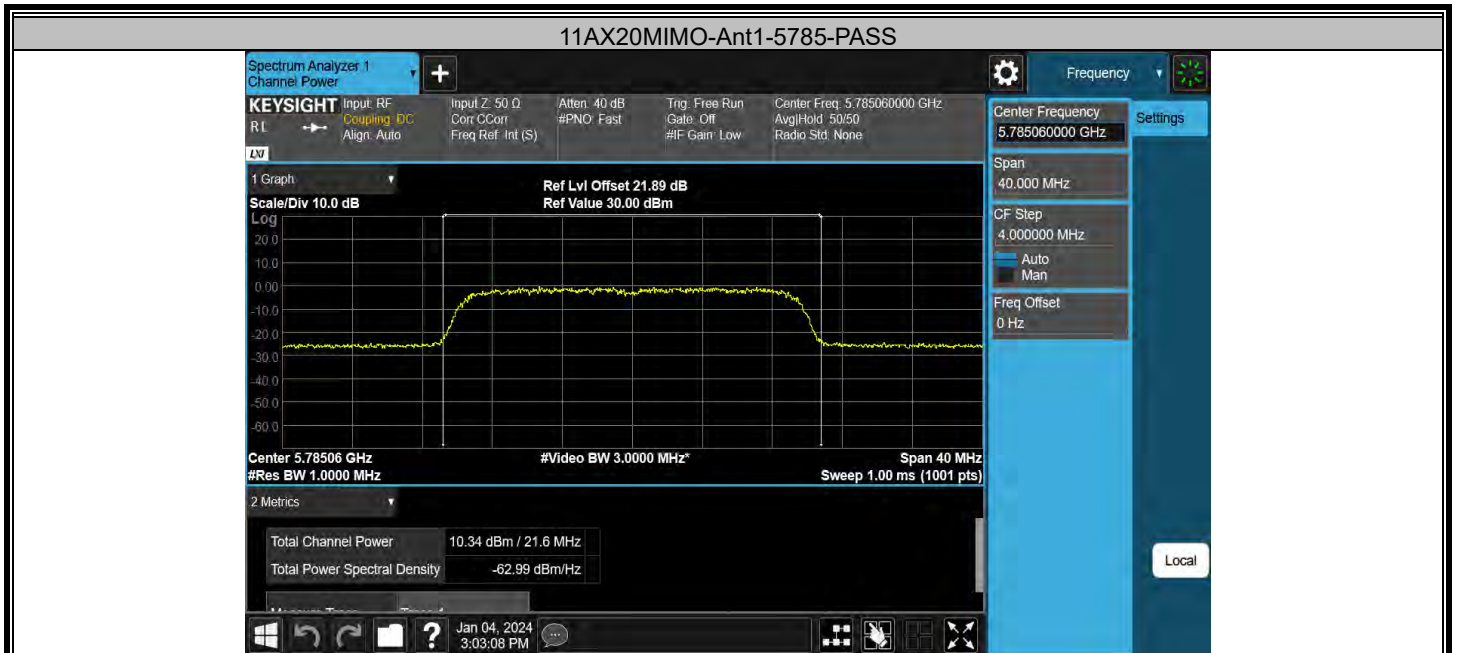 11AX20MIMO-Ant1-5785-PASS
Spectrum Analyzer 1
Channel Power
Frequency
KEYSIGHT
RL
LXI
Input: RF
Coupling: DC
Align: Auto
Input Z: 50 Ω
Corr CCorr
Freq Ref: Int (S)
Atten: 40 dB
#PNO: Fast
Trig: Free Run
Gate: Off
#IF Gain: Low
Center Freq: 5.785060000 GHz
Avg|Hold: 50/50
Radio Std: None
Center Frequency
5.785060000 GHz
Settings
Span
40.000 MHz
CF Step
4.000000 MHz
Auto
Man
Freq Offset
0 Hz
Local
1 Graph
Scale/Div 10.0 dB
Ref Lvl Offset 21.89 dB
Ref Value 30.00 dBm
Log
20.0
10.0
0.00
-10.0
-20.0
-30.0
-40.0
-50.0
-60.0
Center 5.78506 GHz
#Video BW 3.0000 MHz*
Span 40 MHz
#Res BW 1.0000 MHz
Sweep 1.00 ms (1001 pts)
2 Metrics
Total Channel Power 10.34 dBm / 21.6 MHz
Total Power Spectral Density -62.99 dBm/Hz
?
Jan 04, 2024
3:03:08 PM